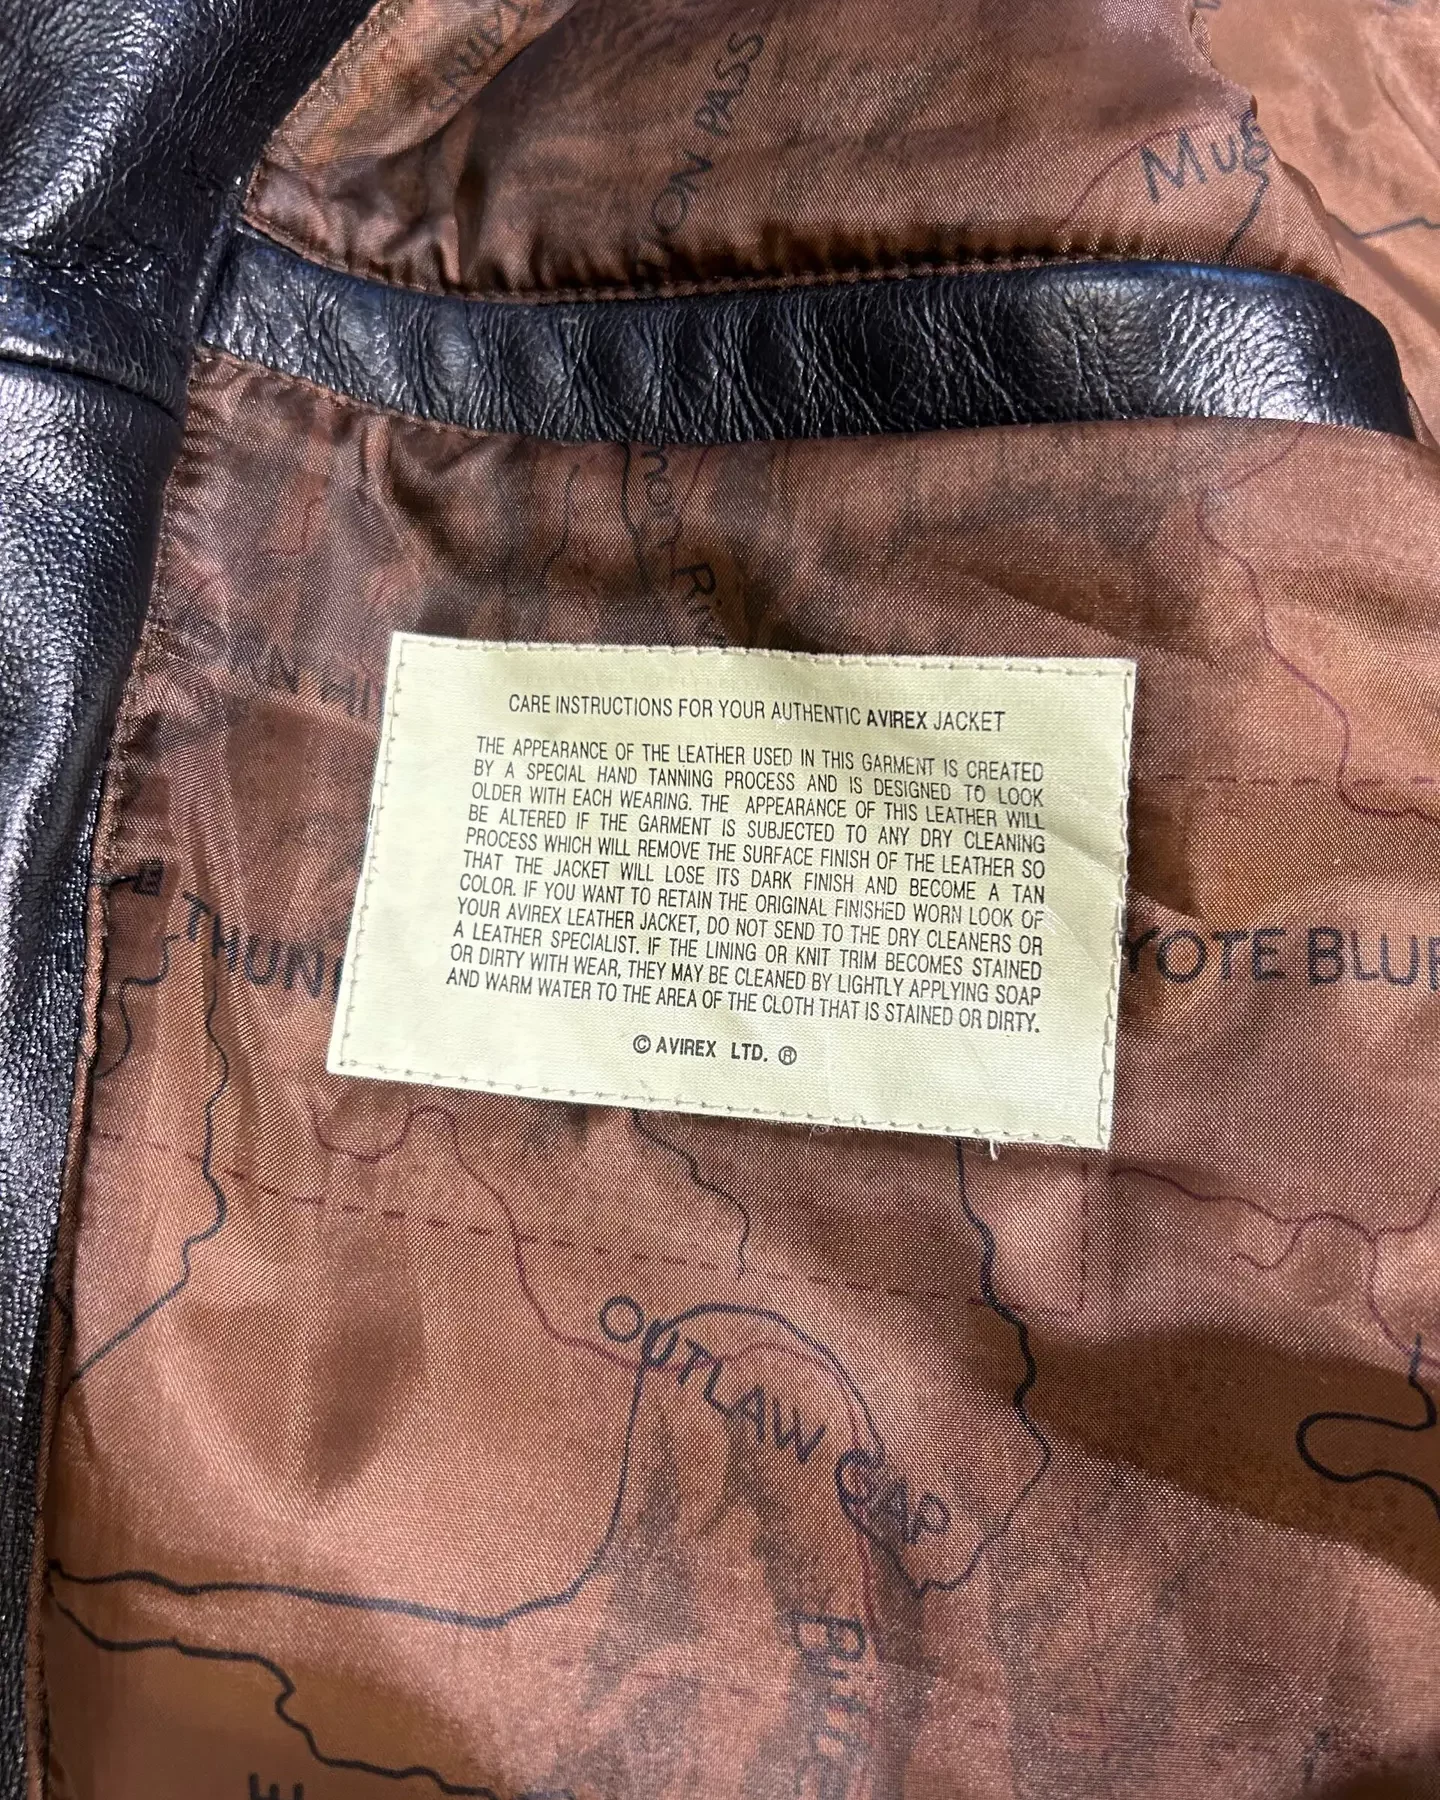 ON PASS
CARE INSTRUCTIONS FOR YOUR AUTHENTIC AVIREX JACKET
THE APPEARANCE OF THE LEATHER USED IN THIS GARMENT IS CREATED
BY A SPECIAL HAND TANNING PROCESS AND IS DESIGNED TO LOOK
OLDER WITH EACH WEARING. THE APPEARANCE OF THIS LEATHER WILL
BE ALTERED IF THE GARMENT IS SUBJECTED TO ANY DRY CLEANING
PROCESS WHICH WILL REMOVE THE SURFACE FINISH OF THE LEATHER SO
THAT THE JACKET WILL LOSE ITS DARK FINISH AND BECOME A TAN
COLOR. IF YOU WANT TO RETAIN THE ORIGINAL FINISHED WORN LOOK OF
YOUR AVIREX LEATHER JACKET, DO NOT SEND TO THE DRY CLEANERS OR
A LEATHER SPECIALIST. IF THE LINING OR KNIT TRIM BECOMES STAINED
OR DIRTY WITH WEAR, THEY MAY BE CLEANED BY LIGHTLY APPLYING SOAP
AND WARM WATER TO THE AREA OF THE CLOTH THAT IS STAINED OR DIRTY.
© AVIREX LTD. ®
THUN
YOTE BLUF
OUTLAW GAP